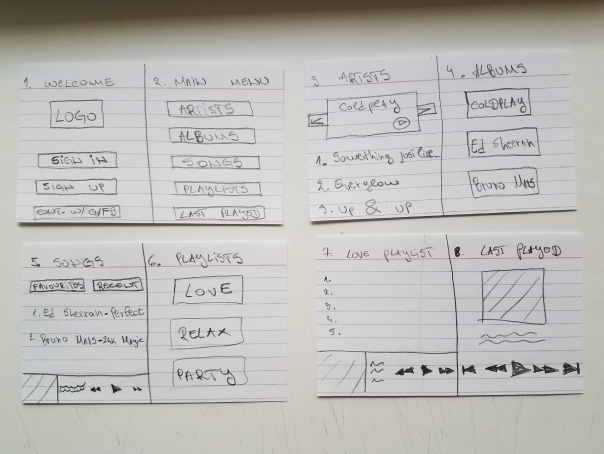 1. WELCOME
LOGO
SIGN IN
SIGN UP
CONT. W/ G/FB
2. MAIN MENU
ARTISTS
ALBUMS
SONGS
PLAYLISTS
LAST PLAYED
3. ARTISTS
Coldplay
1. Something just like..
2. Everglow
3. Up & up
4. ALBUMS
COLDPLAY
Ed Sheeran
Bruno Mars
5. SONGS
FAVOURITES RECENT
1. Ed Sheeran - Perfect
2 Bruno Mars - 24K Magic
6. PLAYLISTS
LOVE
RELAX
PARTY
7. LOVE PLAYLIST
1.
2.
3.
4.
5.
8. LAST PLAYED